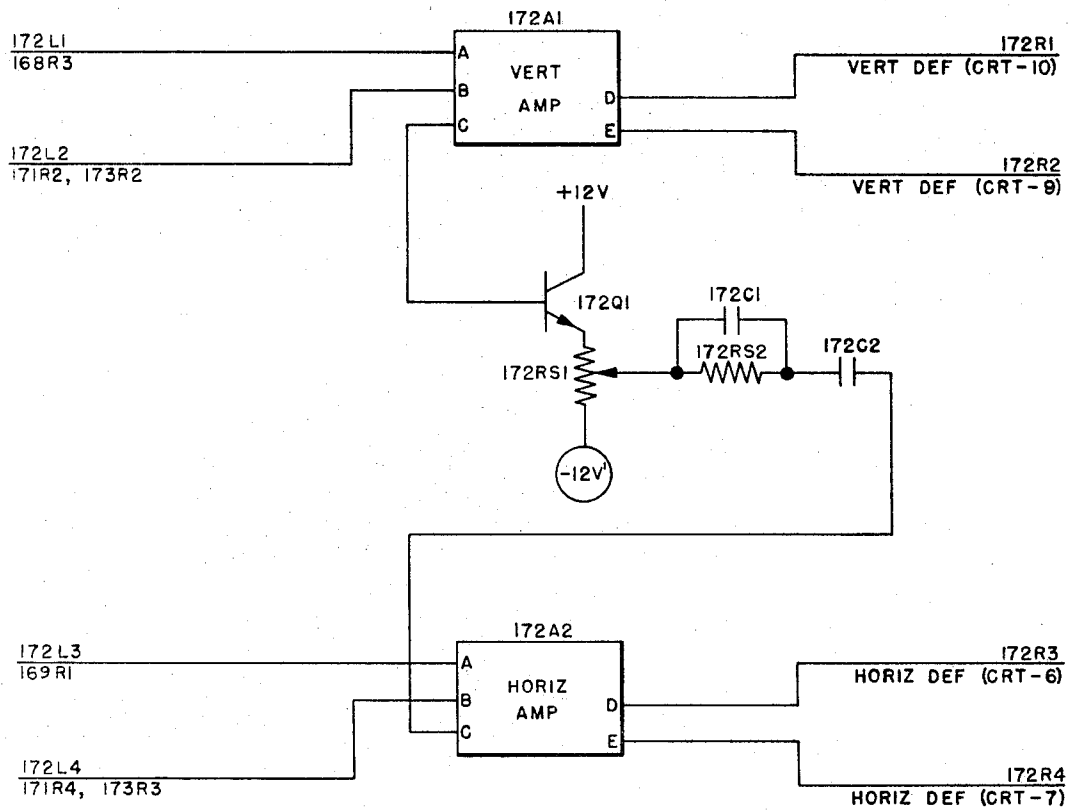 172A1
172L1
168R3
A
VERT
AMP
B
C
D
E
172R1
VERT DEF (CRT-10)
172L2
171R2, 173R2
172R2
VERT DEF (CRT-9)
+12V
172Q1
172C1
172RS2
172C2
172RS1
-12V'
172A2
172L3
169R1
A
HORIZ
AMP
B
C
D
E
172R3
HORIZ DEF (CRT-6)
172L4
171R4, 173R3
172R4
HORIZ DEF (CRT-7)